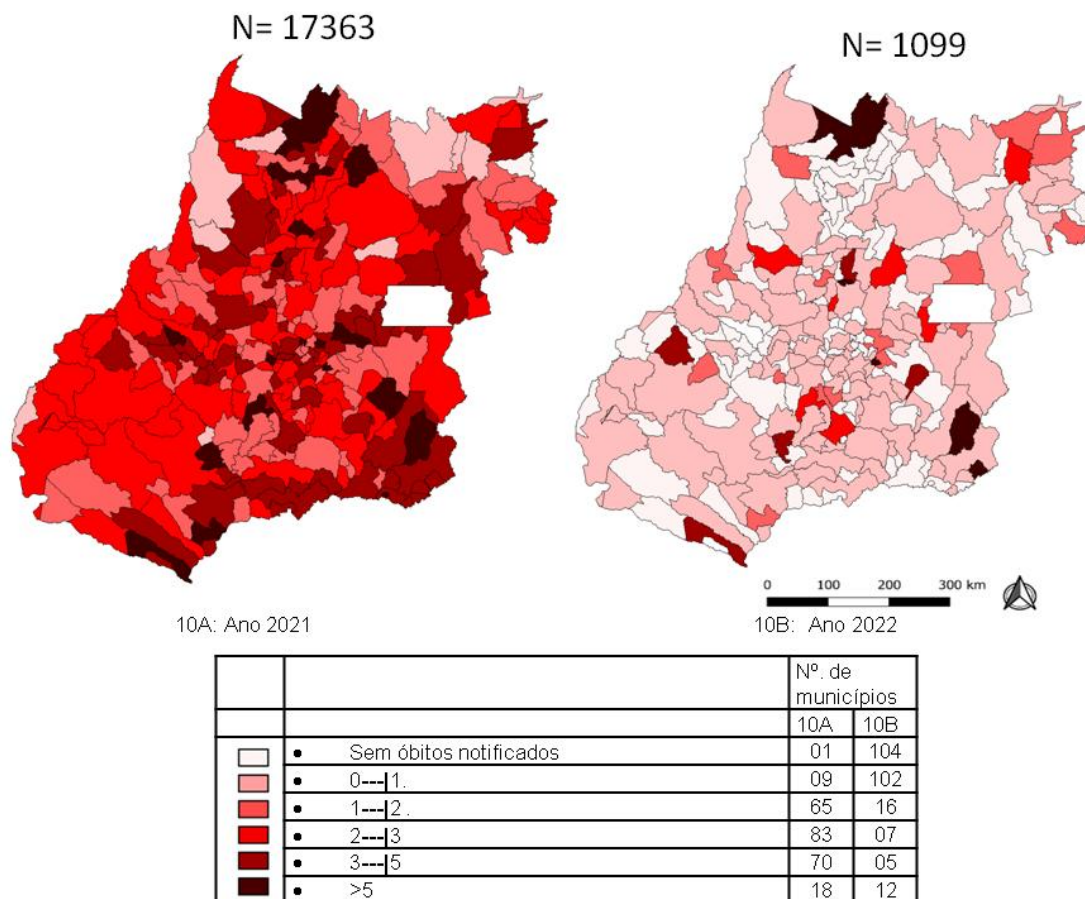 N= 17363
N= 1099
0 100 200 300 km
10A: Ano 2021
10B: Ano 2022
Nº. de
municípios
10A 10B
• Sem óbitos notificados 01 104
• 0---|1. 09 102
• 1---|2 . 65 16
• 2---|3 83 07
• 3---|5 70 05
• >5 18 12